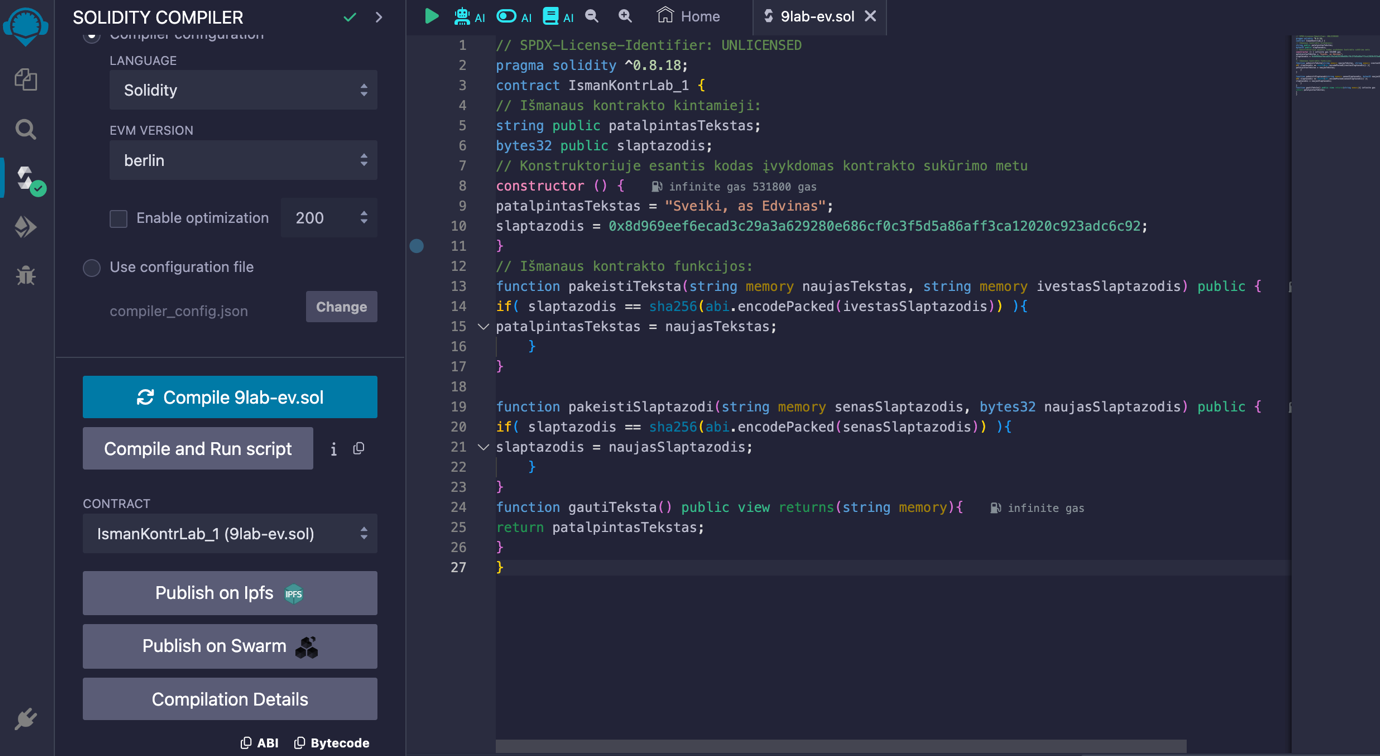 SOLIDITY COMPILER
Compiler configuration
LANGUAGE
Solidity
EVM VERSION
berlin
Enable optimization
200
Use configuration file
compiler_config.json
Change
Compile 9lab-ev.sol
Compile and Run script
i
CONTRACT
IsmanKontrLab_1 (9lab-ev.sol)
Publish on Ipfs
IPFS
Publish on Swarm
Compilation Details
ABI
Bytecode
AI
AI
AI
Home
9lab-ev.sol
1 // SPDX-License-Identifier: UNLICENSED
2 pragma solidity ^0.8.18;
3 contract IsmanKontrLab_1 {
4 // Išmanaus kontrakto kintamieji:
5 string public patalpintasTekstas;
6 bytes32 public slaptazodis;
7 // Konstruktoriuje esantis kodas įvykdomas kontrakto sukūrimo metu
8 constructor () { infinite gas 531800 gas
9 patalpintasTekstas = "Sveiki, as Edvinas";
10 slaptazodis = 0x8d969eef6ecad3c29a3a629280e686cf0c3f5d5a86aff3ca12020c923adc6c92;
11 }
12 // Išmanaus kontrakto funkcijos:
13 function pakeistiTeksta(string memory naujasTekstas, string memory ivestasSlaptazodis) public {
14 if( slaptazodis == sha256(abi.encodePacked(ivestasSlaptazodis)) ){
15 patalpintasTekstas = naujasTekstas;
16 }
17 }
18
19 function pakeistiSlaptazodi(string memory senasSlaptazodis, bytes32 naujasSlaptazodis) public {
20 if( slaptazodis == sha256(abi.encodePacked(senasSlaptazodis)) ){
21 slaptazodis = naujasSlaptazodis;
22 }
23 }
24 function gautiTeksta() public view returns(string memory){ infinite gas
25 return patalpintasTekstas;
26 }
27 }